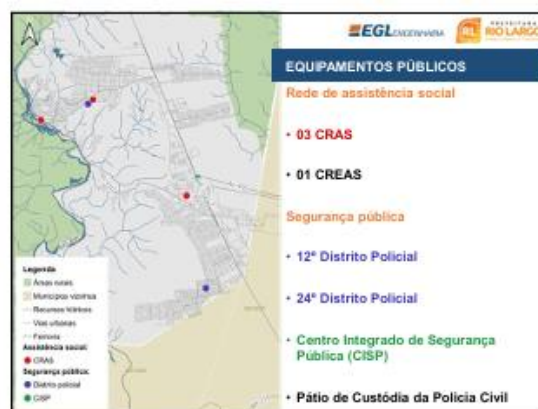 EGL ENGENHARIA
RL
PREFEITURA
RIO LARGO
EQUIPAMENTOS PÚBLICOS
Rede de assistência social
• 03 CRAS
• 01 CREAS
Segurança pública
• 12º Distrito Policial
• 24º Distrito Policial
• Centro Integrado de Segurança
Pública (CISP)
• Pátio de Custódia da Polícia Civil
Legenda
Áreas rurais
Municípios vizinhos
Recursos hídricos
Vias urbanas
Ferrovia
Assistência social:
CRAS
Segurança pública:
Distrito policial
CISP